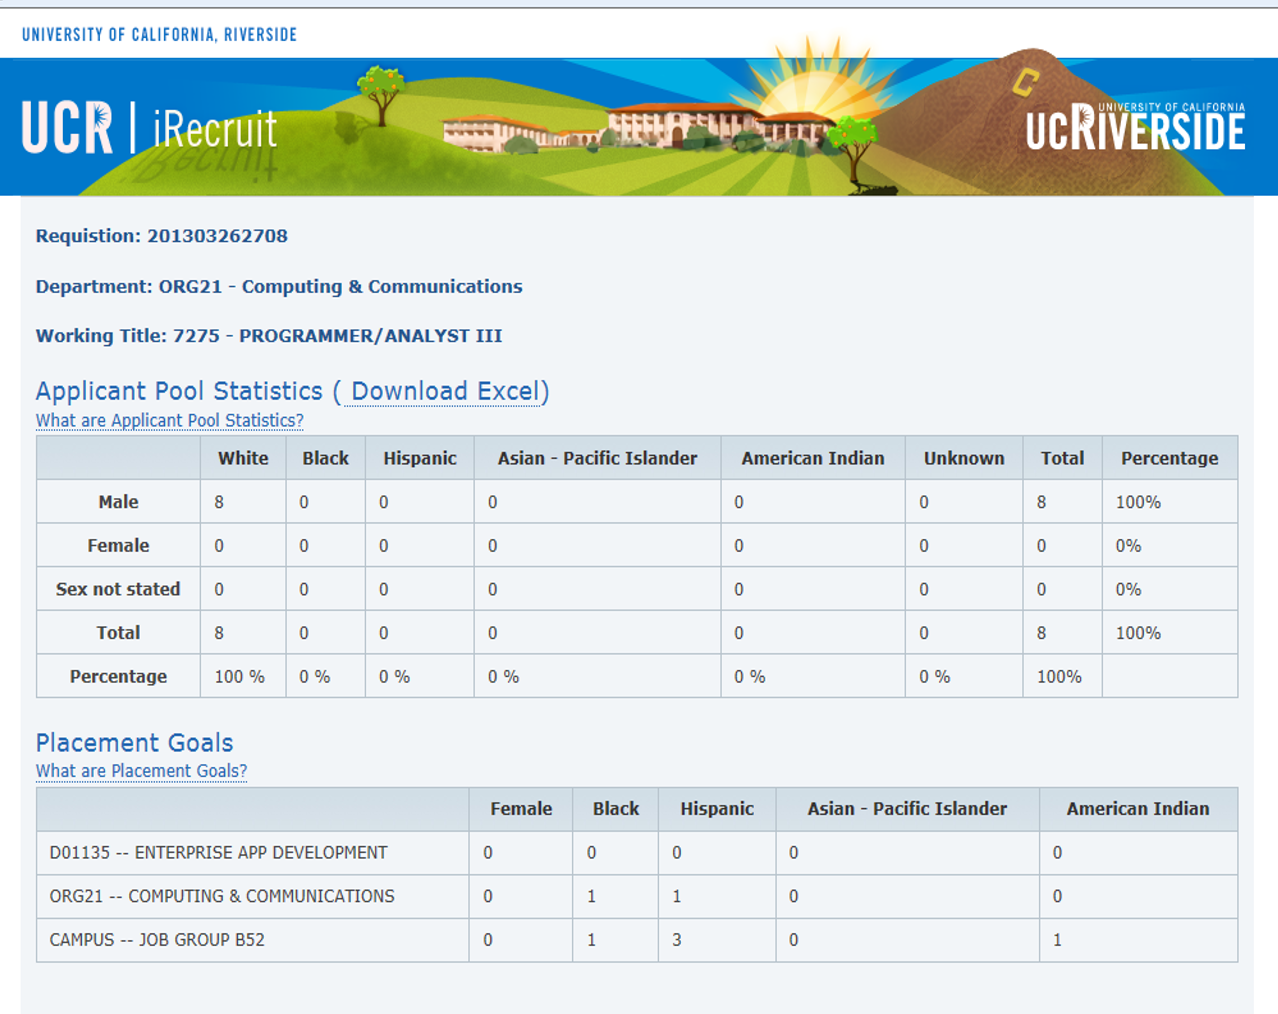 UNIVERSITY OF CALIFORNIA, RIVERSIDE
UCR | iRecruit
C
UNIVERSITY OF CALIFORNIA
UCRIVERSIDE
Requistion: 201303262708
Department: ORG21 - Computing & Communications
Working Title: 7275 - PROGRAMMER/ANALYST III
Applicant Pool Statistics ( Download Excel)
What are Applicant Pool Statistics?
White Black Hispanic Asian - Pacific Islander American Indian Unknown Total Percentage
Male 8 0 0 0 0 0 8 100%
Female 0 0 0 0 0 0 0 0%
Sex not stated 0 0 0 0 0 0 0 0%
Total 8 0 0 0 0 0 8 100%
Percentage 100 % 0 % 0 % 0 % 0 % 0 % 100%
Placement Goals
What are Placement Goals?
Female Black Hispanic Asian - Pacific Islander American Indian
D01135 -- ENTERPRISE APP DEVELOPMENT 0 0 0 0 0
ORG21 -- COMPUTING & COMMUNICATIONS 0 1 1 0 0
CAMPUS -- JOB GROUP B52 0 1 3 0 1